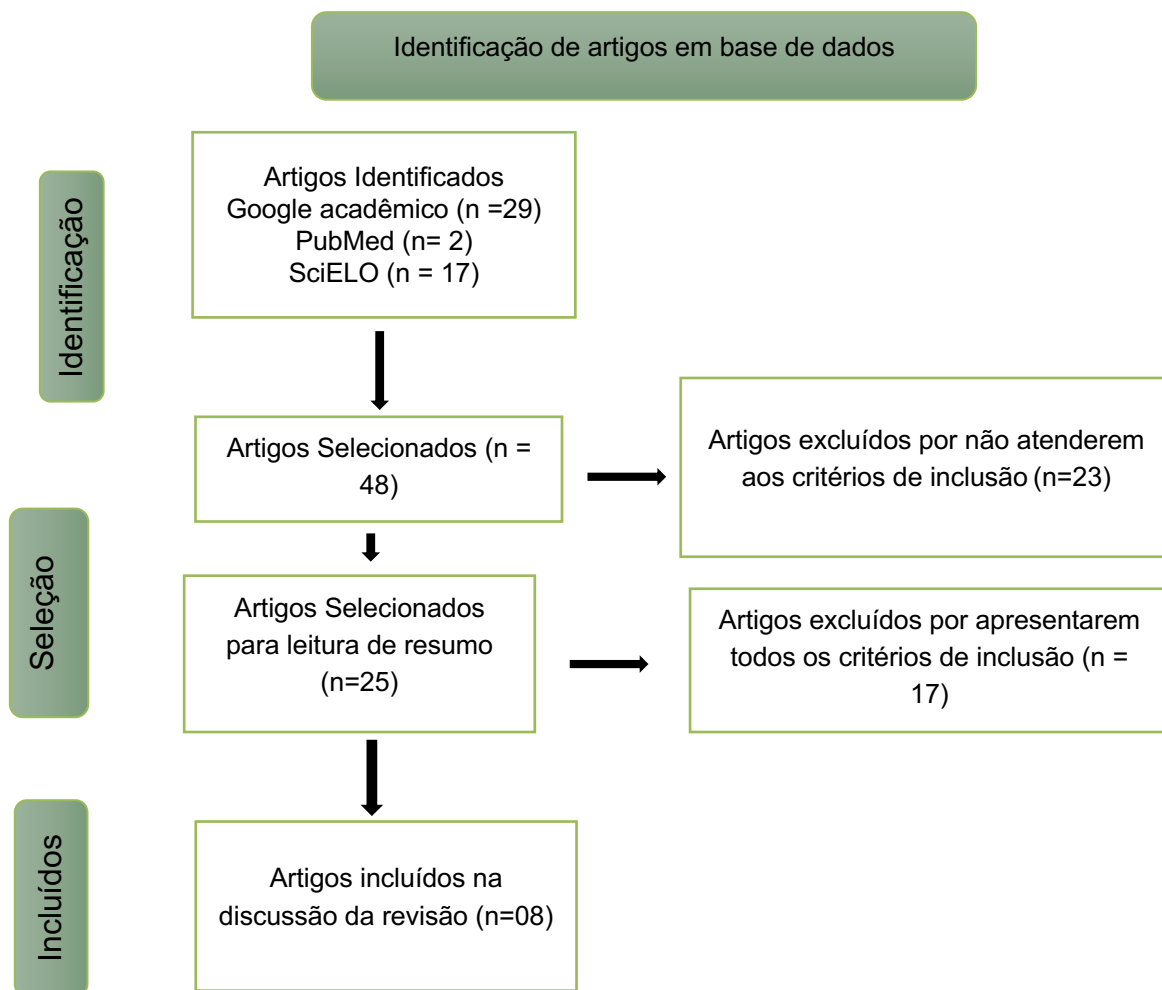 Identificação de artigos em base de dados
Identificação
Artigos Identificados
Google acadêmico (n =29)
PubMed (n= 2)
SciELO (n = 17)
Artigos Selecionados (n =
48)
Artigos excluídos por não atenderem
aos critérios de inclusão (n=23)
Seleção
Artigos Selecionados
para leitura de resumo
(n=25)
Artigos excluídos por apresentarem
todos os critérios de inclusão (n =
17)
Incluídos
Artigos incluídos na
discussão da revisão (n=08)